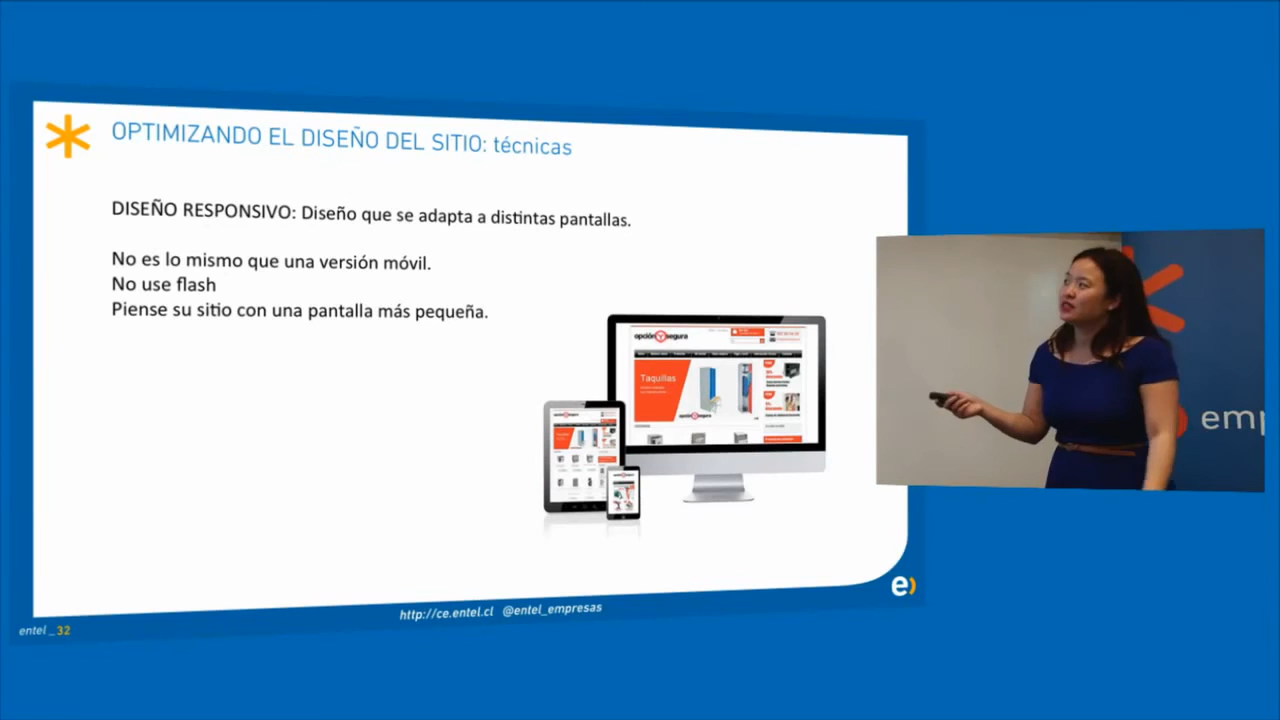 OPTIMIZANDO EL DISEÑO DEL SITIO: técnicas
DISEÑO RESPONSIVO: Diseño que se adapta a distintas pantallas.
No es lo mismo que una versión móvil.
No use flash
Piense su sitio con una pantalla más pequeña.
opción Y segura
Taquillas
opción Y segura
e)
http://ce.entel.cl @entel_empresas
entel _32
emp